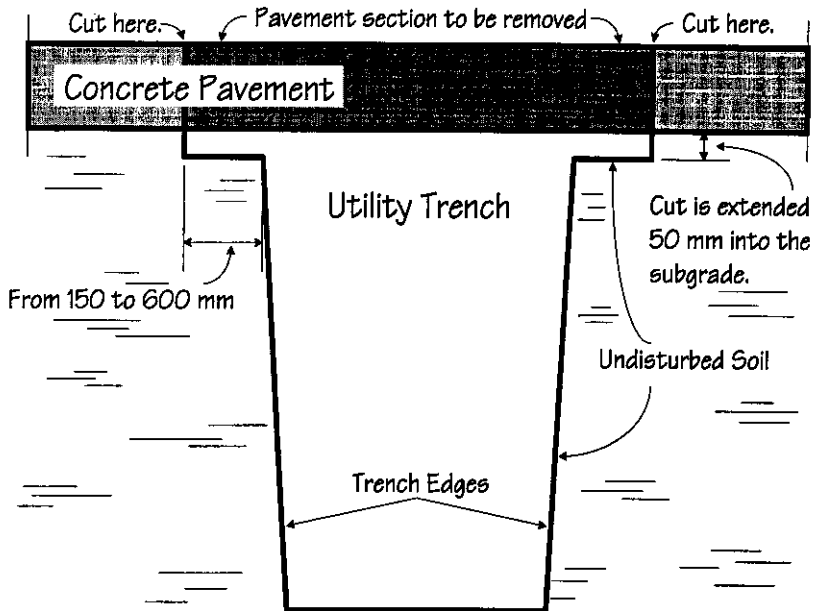 Cut here.
Pavement section to be removed
Cut here.
Concrete Pavement
Utility Trench
Cut is extended
50 mm into the
subgrade.
From 150 to 600 mm
Undisturbed Soil
Trench Edges